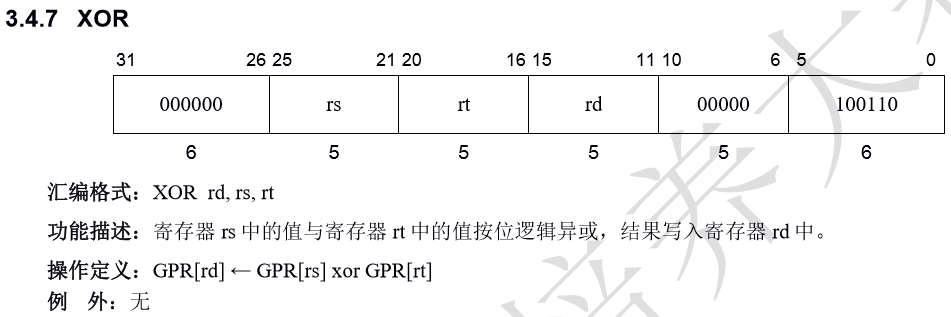 3.4.7 XOR
31 26 25 21 20 16 15 11 10 6 5 0
000000 rs rt rd 00000 100110
6 5 5 5 5 6
汇编格式：XOR rd, rs, rt
功能描述：寄存器 rs 中的值与寄存器 rt 中的值按位逻辑异或，结果写入寄存器 rd 中。
操作定义：GPR[rd] ← GPR[rs] xor GPR[rt]
例 外：无
培养大